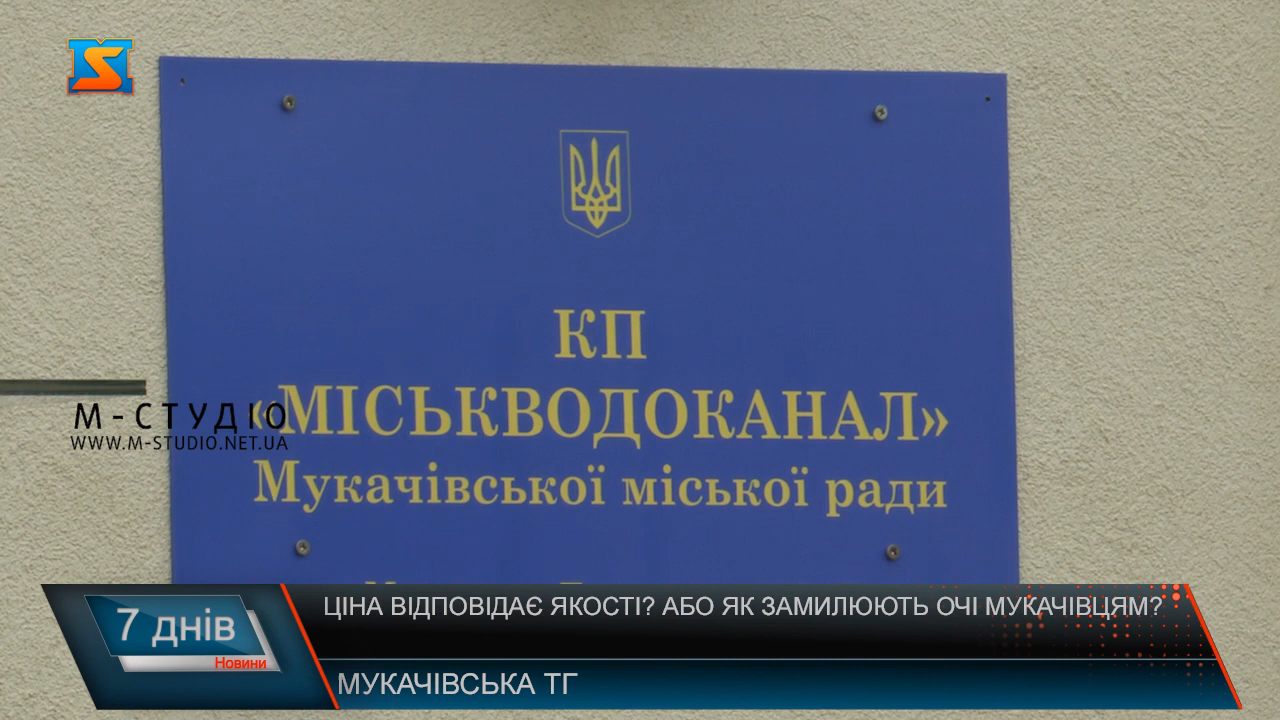 КП
«МІСЬКВОДОКАНАЛ»
Мукачівської міської ради
М-СТУДІО
WWW.M-STUDIO.NET.UA
7 днів
Новини
ЦІНА ВІДПОВІДАЄ ЯКОСТІ? АБО ЯК ЗАМИЛЮЮТЬ ОЧІ МУКАЧІВЦЯМ?
МУКАЧІВСЬКА ТГ